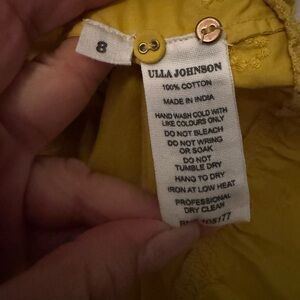 8
ULLA JOHNSON
100% COTTON
MADE IN INDIA
HAND WASH COLD WITH
LIKE COLOURS ONLY
DO NOT BLEACH
DO NOT WRING
OR SOAK
DO NOT
TUMBLE DRY
HANG TO DRY
IRON AT LOW HEAT
PROFESSIONAL
DRY CLEAN